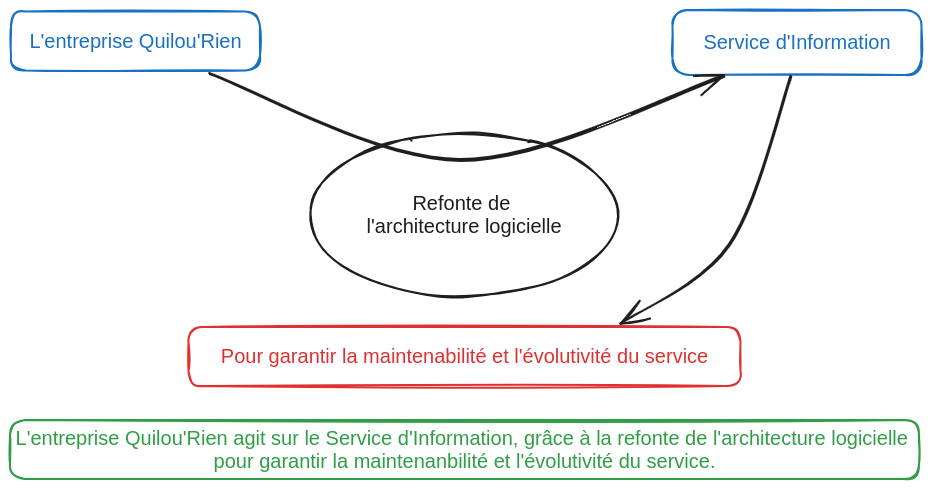 L'entreprise Quilou'Rien
Service d'Information
Refonte de
l'architecture logicielle
Pour garantir la maintenabilité et l'évolutivité du service
L'entreprise Quilou'Rien agit sur le Service d'Information, grâce à la refonte de l'architecture logicielle
pour garantir la maintenanbilité et l'évolutivité du service.